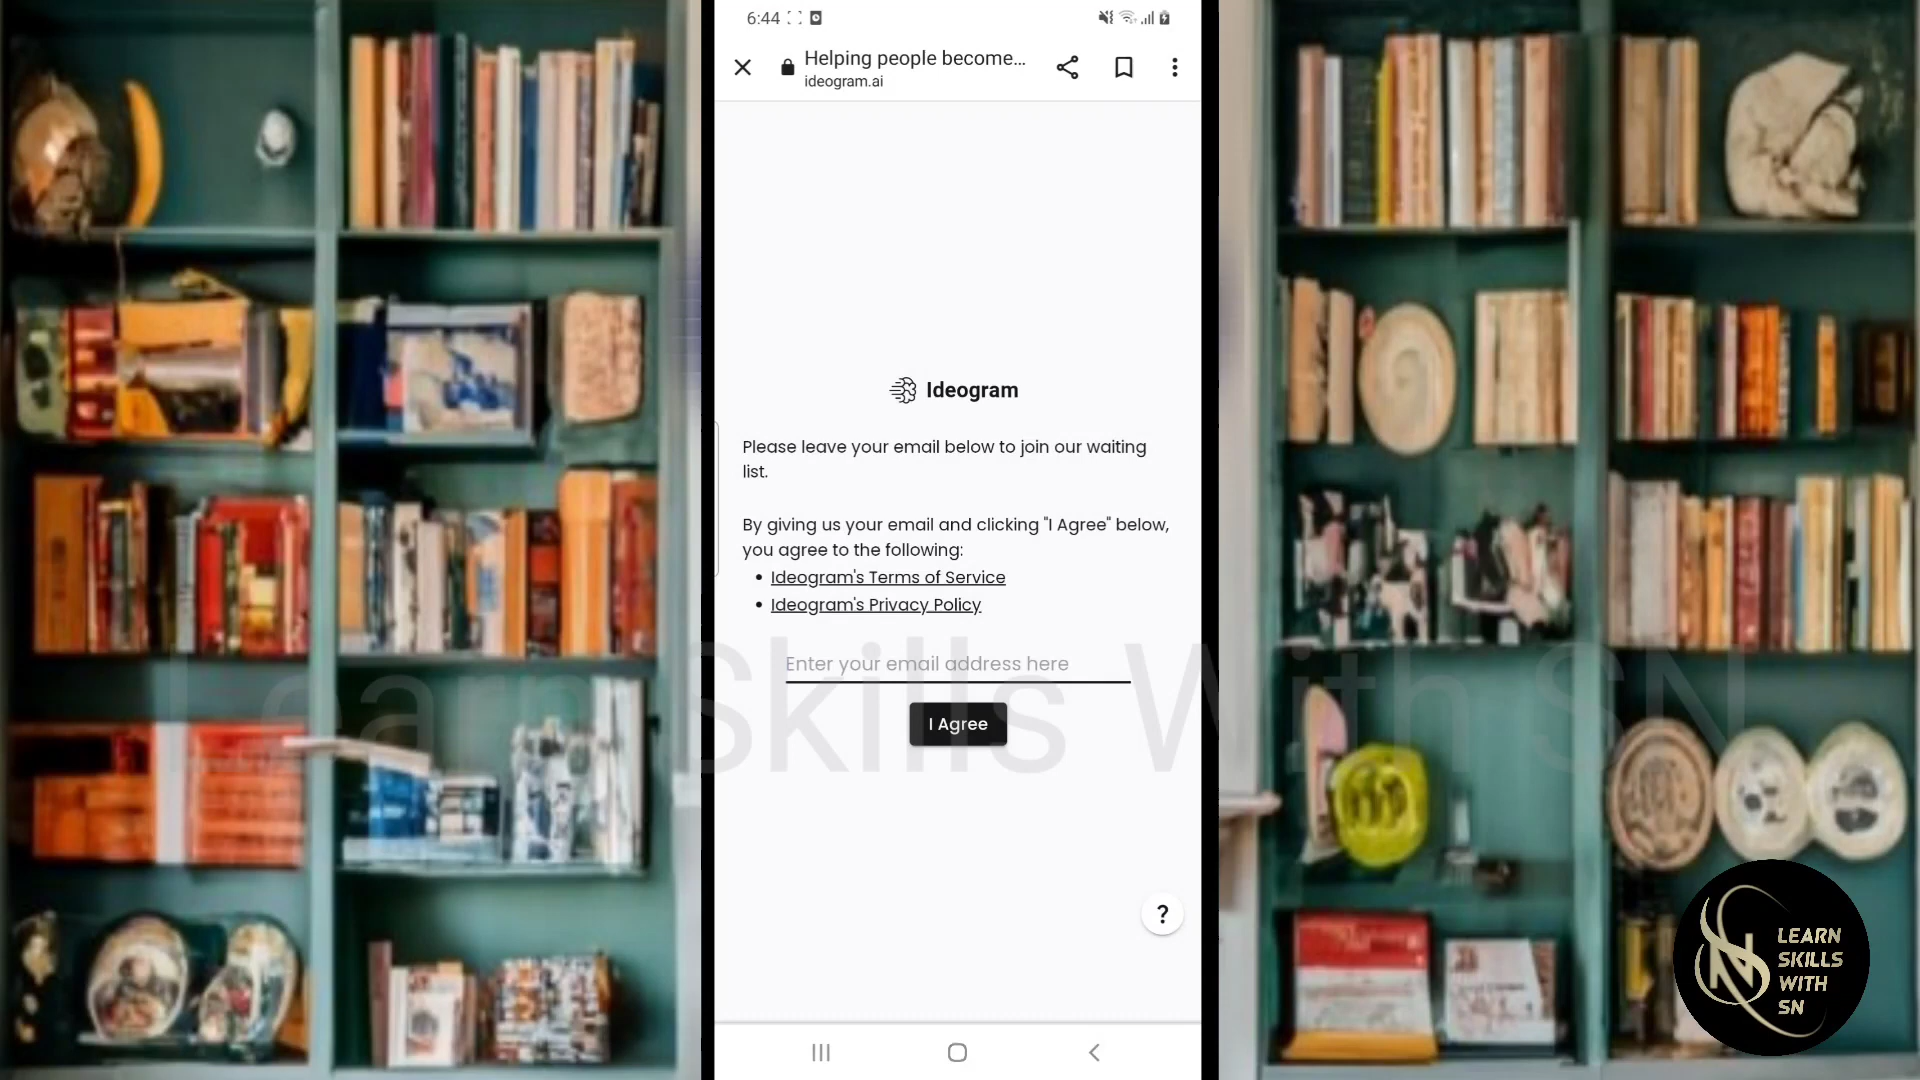 6:44
Helping people become...
ideogram.ai
Ideogram
Please leave your email below to join our waiting
list.
By giving us your email and clicking "I Agree" below,
you agree to the following:
• Ideogram's Terms of Service
• Ideogram's Privacy Policy
Enter your email address here
Learn Skills With SN
I Agree
?
LEARN
SKILLS
WITH
SN